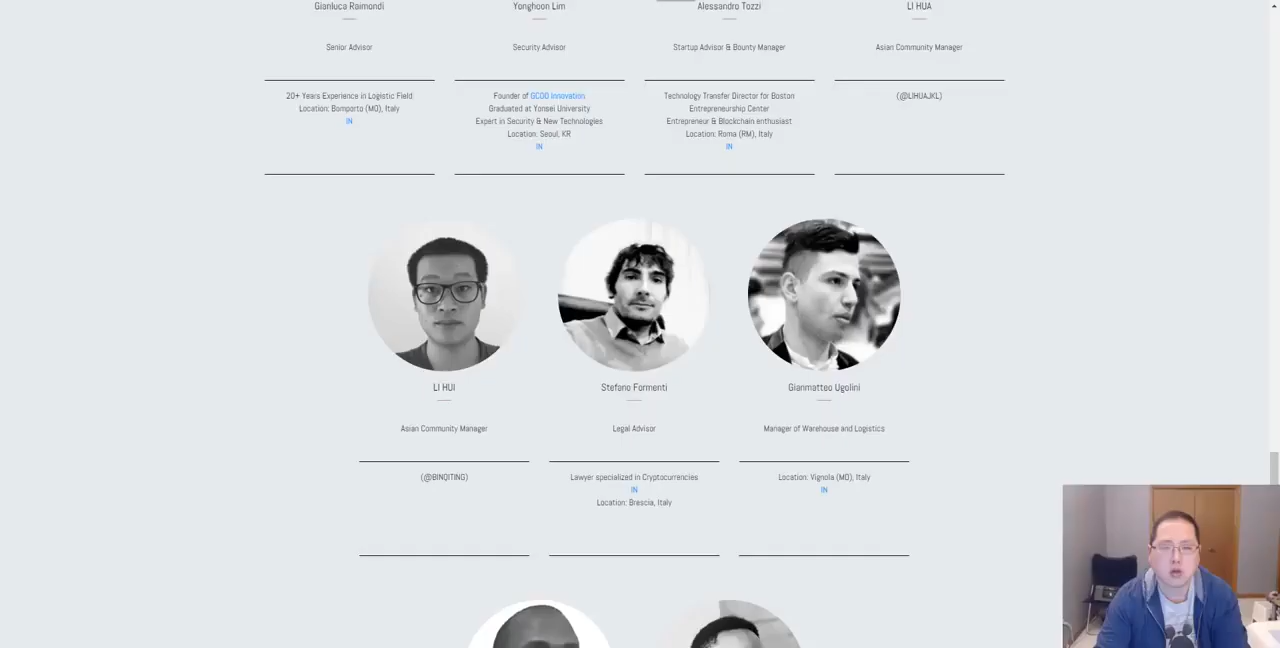 Gianluca Raimondi
Yonghoon Lim
Alessandro Tozzi
LI HUA
Senior Advisor
Security Advisor
Startup Advisor & Bounty Manager
Asian Community Manager
20+ Years Experience in Logistic Field
Location: Bomporto (MO), Italy
IN
Founder of GCOD Innovation
Graduated at Yonsei University
Expert in Security & New Technologies
Location: Seoul, KR
IN
Technology Transfer Director for Boston
Entrepreneurship Center
Entrepreneur & Blockchain enthusiast
Location: Roma (RM), Italy
IN
(@LIHUAJKL)
LI HUI
Stefano Formenti
Gianmatteo Ugolini
Asian Community Manager
Legal Advisor
Manager of Warehouse and Logistics
(@BINQITING)
Lawyer specialized in Cryptocurrencies
IN
Location: Brescia, Italy
Location: Vignola (MO), Italy
IN